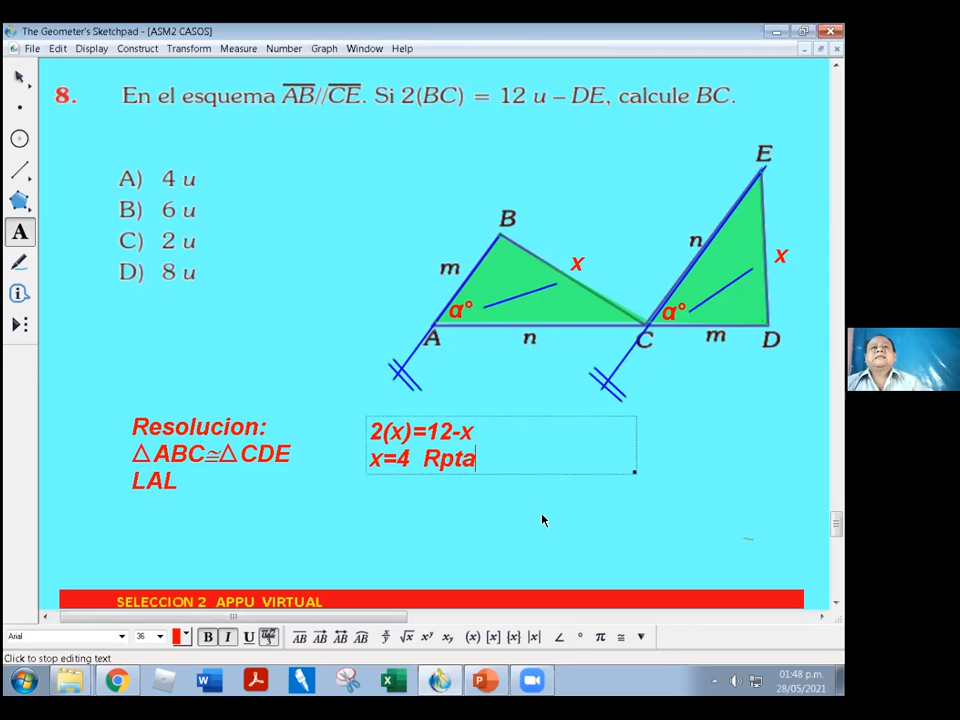 The Geometer's Sketchpad - [ASM2 CASOS]
File Edit Display Construct Transform Measure Number Graph Window Help
8. En el esquema AB//CE. Si 2(BC) = 12 u – DE, calcule BC.
A) 4 u
B) 6 u
C) 2 u
D) 8 u
E
B
n
x
x
m
α°
α°
A
n
C
m
D
Resolucion:
△ABC≅△CDE
LAL
2(x)=12-x
x=4 Rpta
SELECCION 2 APPU VIRTUAL
Arial 36 B I U
Click to stop editing text
01:48 p.m.
28/05/2021